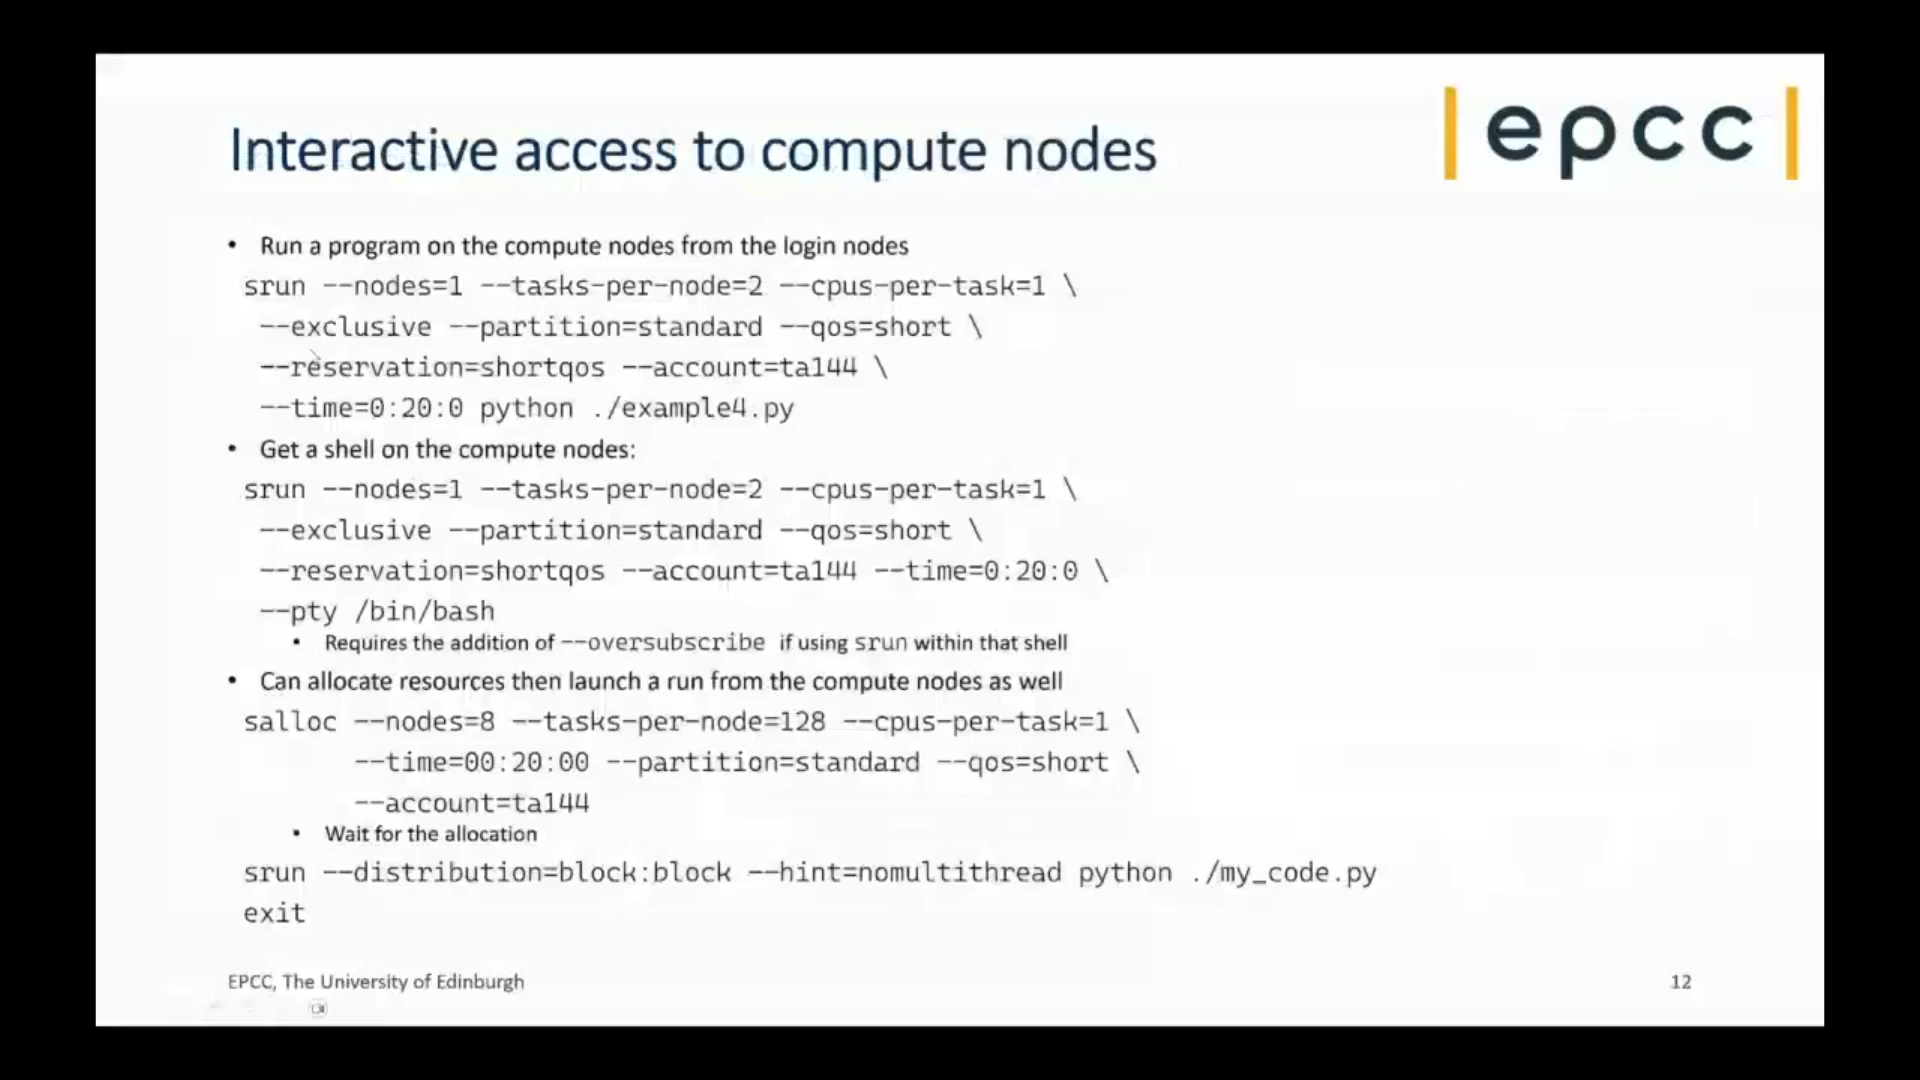 |epcc|
Interactive access to compute nodes
• Run a program on the compute nodes from the login nodes
srun --nodes=1 --tasks-per-node=2 --cpus-per-task=1 \
--exclusive --partition=standard --qos=short \
--reservation=shortqos --account=ta144 \
--time=0:20:0 python ./example4.py
• Get a shell on the compute nodes:
srun --nodes=1 --tasks-per-node=2 --cpus-per-task=1 \
--exclusive --partition=standard --qos=short \
--reservation=shortqos --account=ta144 --time=0:20:0 \
--pty /bin/bash
• Requires the addition of --oversubscribe if using srun within that shell
• Can allocate resources then launch a run from the compute nodes as well
salloc --nodes=8 --tasks-per-node=128 --cpus-per-task=1 \
--time=00:20:00 --partition=standard --qos=short \
--account=ta144
• Wait for the allocation
srun --distribution=block:block --hint=nomultithread python ./my_code.py
exit
EPCC, The University of Edinburgh
12